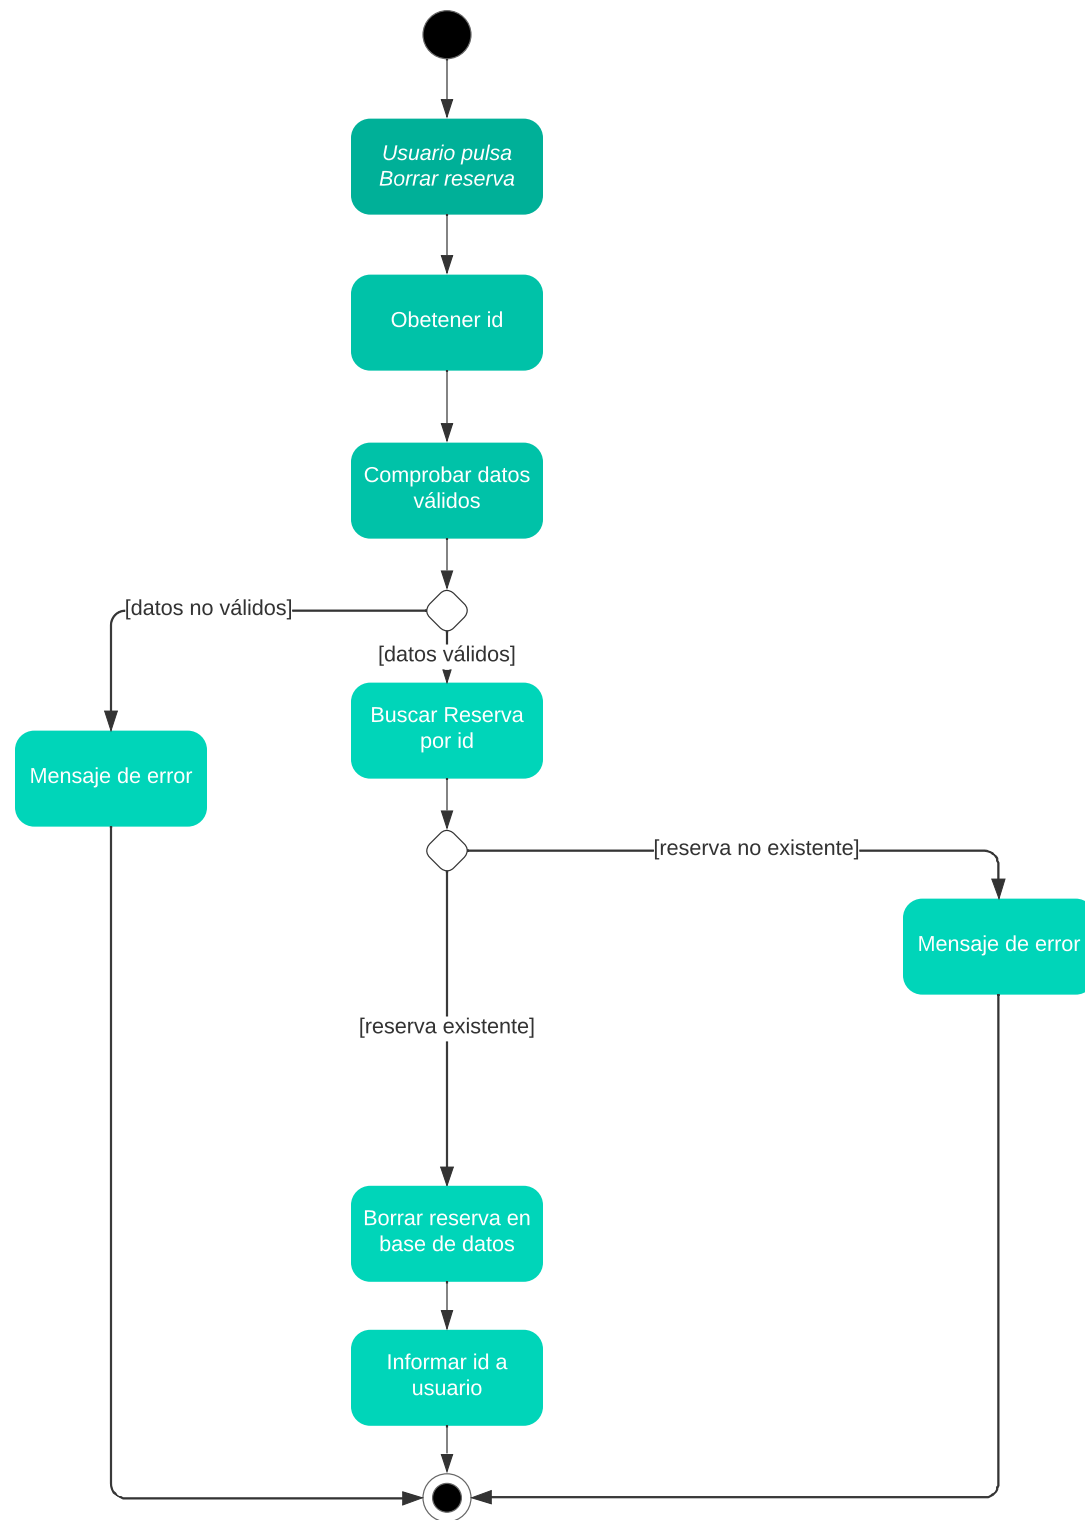 Usuario pulsa
Borrar reserva
Obetener id
Comprobar datos
válidos
[datos no válidos]
[datos válidos]
Buscar Reserva
por id
Mensaje de error
[reserva no existente]
Mensaje de error
[reserva existente]
Borrar reserva en
base de datos
Informar id a
usuario